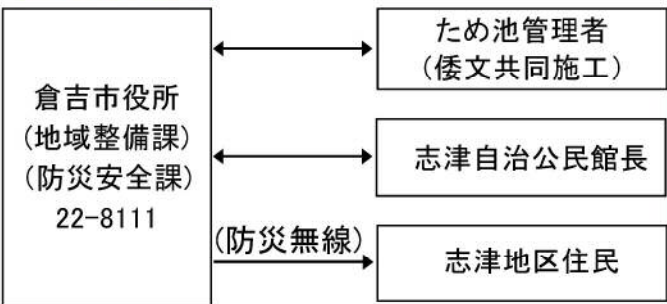 倉吉市役所
(地域整備課)
(防災安全課)
22-8111
ため池管理者
(倭文共同施工)
志津自治公民館長
(防災無線)
志津地区住民